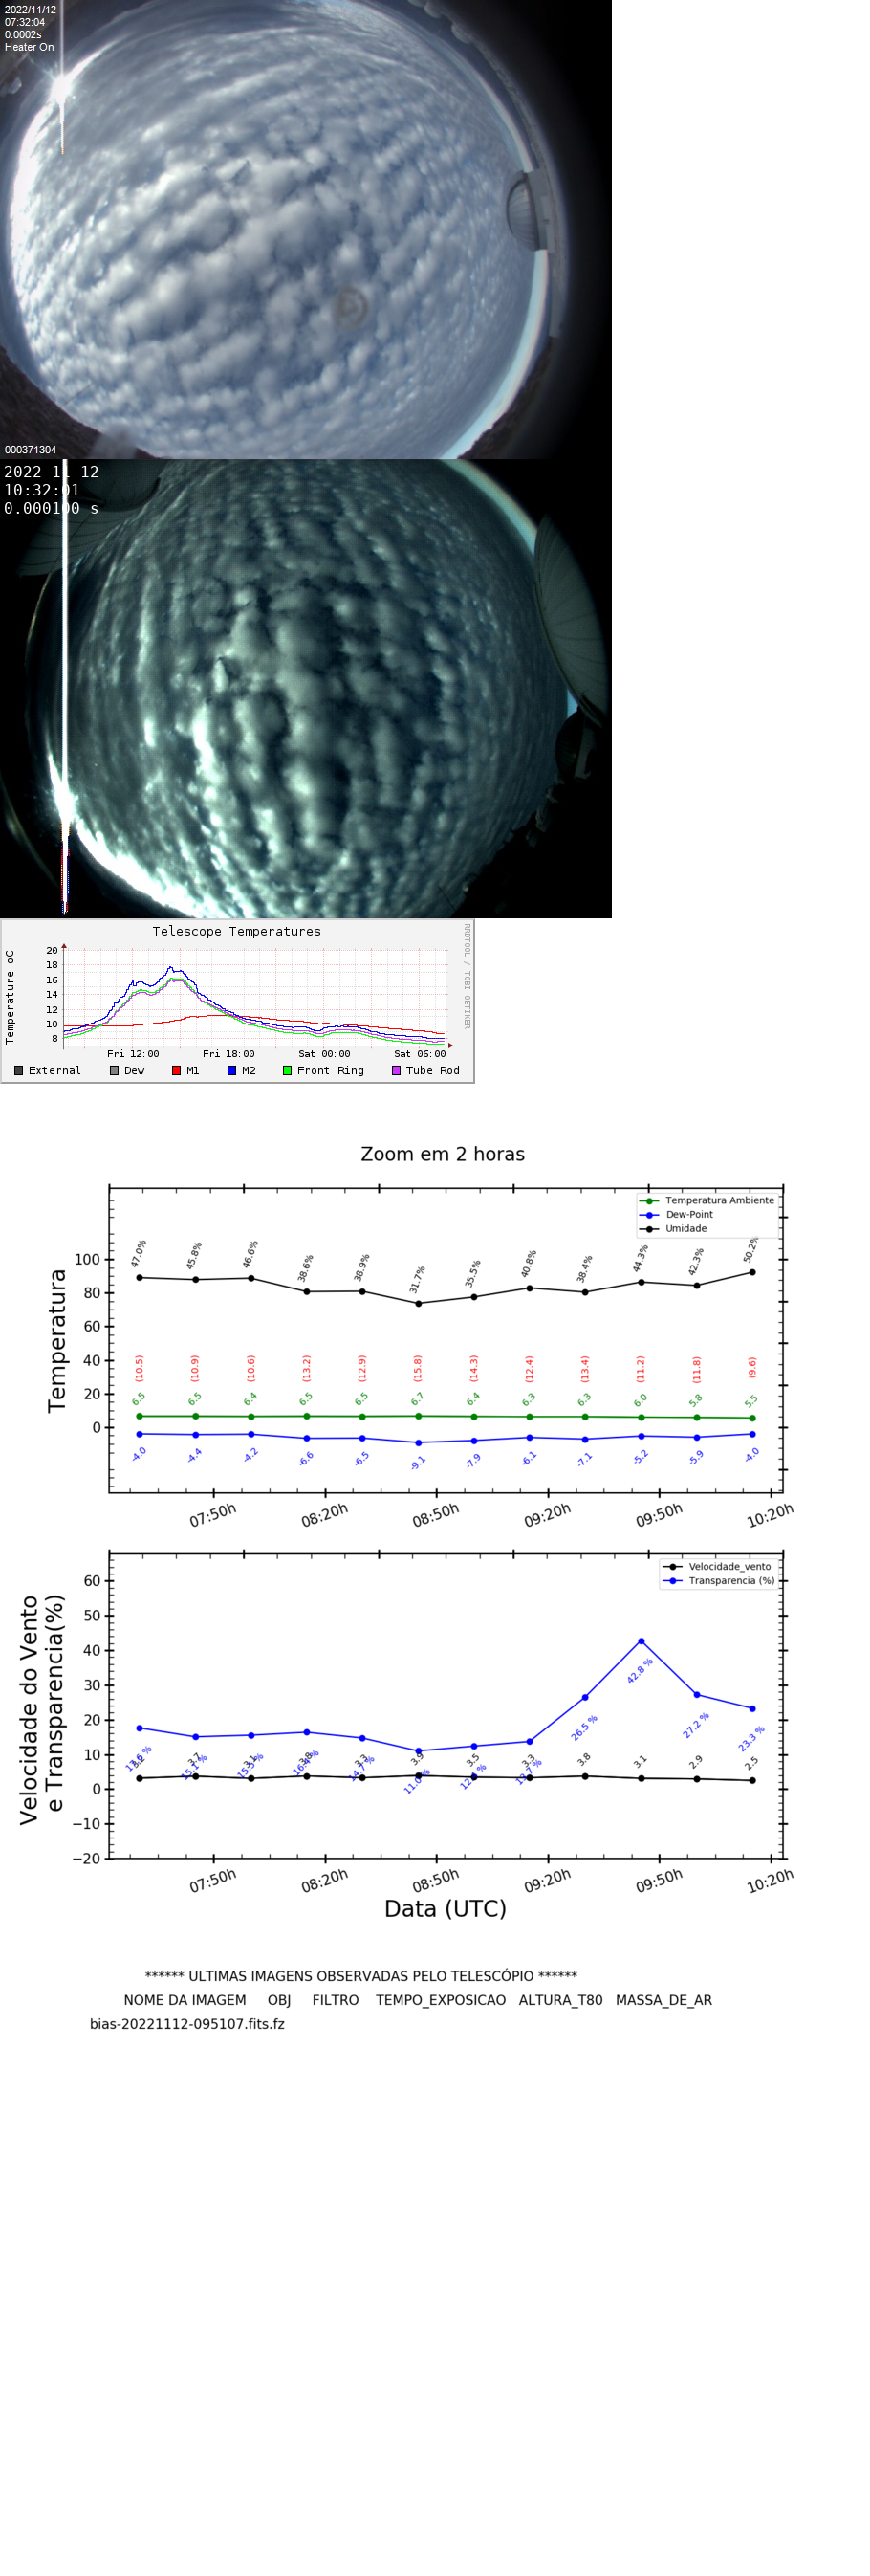 2022/11/12
07:32:04
0.0002s
Heater On
000371304
2022-11-12
10:32:01
0.000100 s
Telescope Temperatures
RRDTOOL / TOBI OETIKER
Temperature oC
20
18
16
14
12
10
8
Fri 12:00 Fri 18:00 Sat 00:00 Sat 06:00
External Dew M1 M2 Front Ring Tube Rod
Zoom em 2 horas
Temperatura Ambiente
Dew-Point
Umidade
Temperatura
100
80
60
40
20
0
47.0% 45.8% 46.6% 38.6% 38.9% 31.7% 35.5% 40.8% 38.4% 44.3% 42.3% 50.2%
(10.5) (10.9) (10.6) (13.2) (12.9) (15.8) (14.3) (12.4) (13.4) (11.2) (11.8) (9.6)
6.5 6.5 6.4 6.5 6.5 6.7 6.4 6.3 6.3 6.0 5.8 5.5
-4.0 -4.4 -4.2 -6.6 -6.5 -9.1 -7.9 -6.1 -7.1 -5.2 -5.9 -4.0
07:50h 08:20h 08:50h 09:20h 09:50h 10:20h
Velocidade_vento
Transparencia (%)
Velocidade do Vento
e Transparencia(%)
60
50
40
30
20
10
0
−10
−20
3.9 3.5 3.3 3.8 3.1 2.9 2.5
26.5 % 42.8 % 27.2 % 23.3 %
07:50h 08:20h 08:50h 09:20h 09:50h 10:20h
Data (UTC)
****** ULTIMAS IMAGENS OBSERVADAS PELO TELESCÓPIO ******
NOME DA IMAGEM OBJ FILTRO TEMPO_EXPOSICAO ALTURA_T80 MASSA_DE_AR
bias-20221112-095107.fits.fz